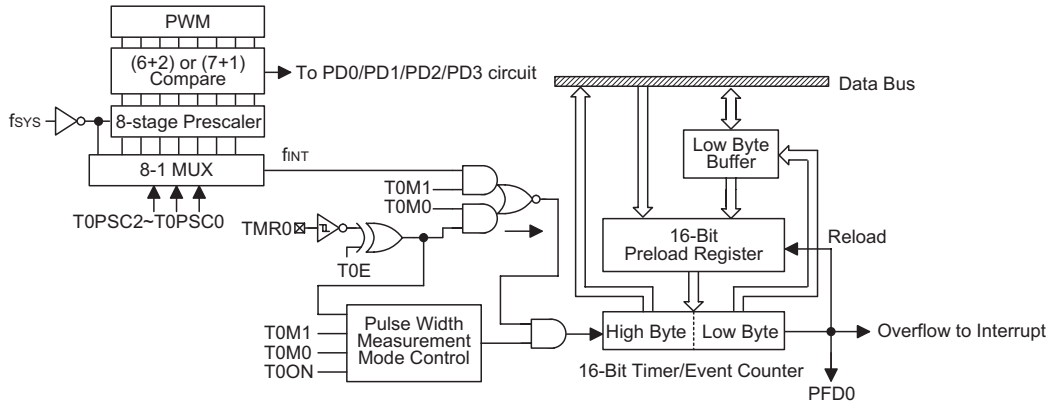 PWM
(6+2) or (7+1)
Compare
To PD0/PD1/PD2/PD3 circuit
Data Bus
fSYS
8-stage Prescaler
Low Byte
Buffer
8-1 MUX
fINT
T0M1
T0M0
T0PSC2~T0PSC0
TMR0
T0E
16-Bit
Preload Register
Reload
T0M1
T0M0
T0ON
Pulse Width
Measurement
Mode Control
High Byte
Low Byte
Overflow to Interrupt
16-Bit Timer/Event Counter
PFD0